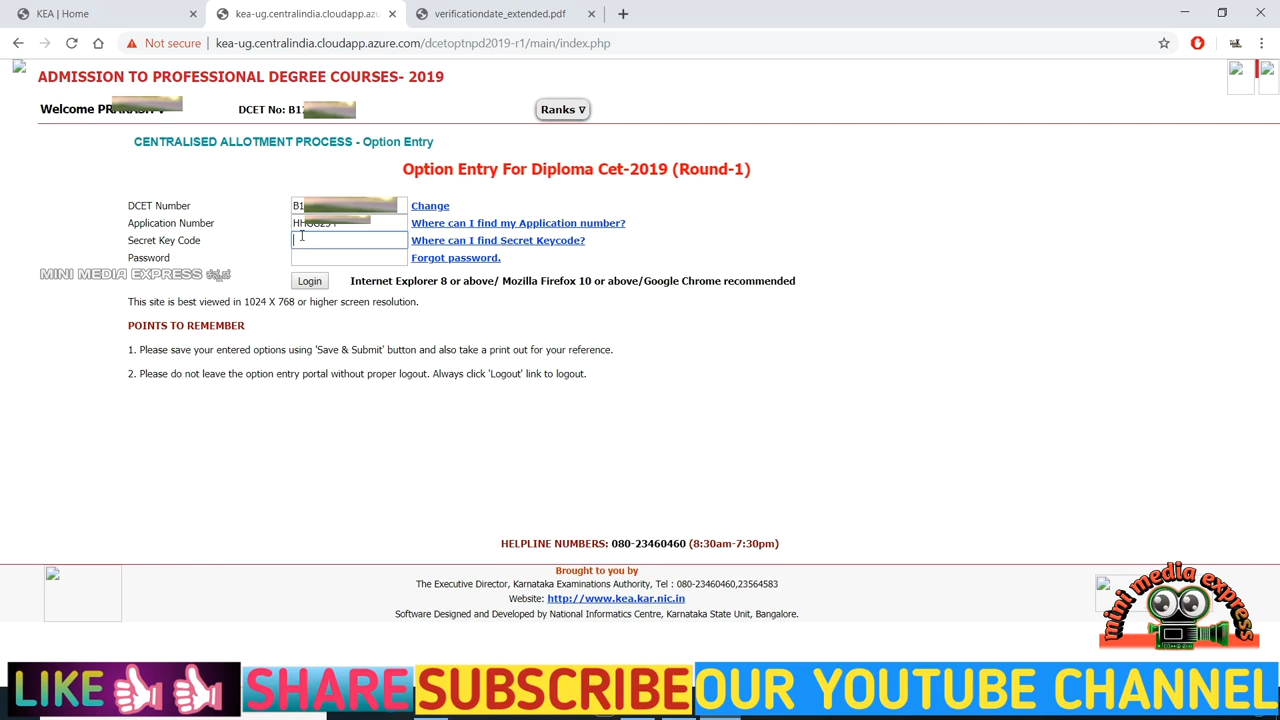 KEA | Home
kea-ug.centralindia.cloudapp.azu
verificationdate_extended.pdf
Not secure | kea-ug.centralindia.cloudapp.azure.com/dcetoptnpd2019-r1/main/index.php
ADMISSION TO PROFESSIONAL DEGREE COURSES- 2019
Welcome
DCET No:
Ranks ∇
CENTRALISED ALLOTMENT PROCESS - Option Entry
Option Entry For Diploma Cet-2019 (Round-1)
DCET Number B1 Change
Application Number Where can I find my Application number?
Secret Key Code Where can I find Secret Keycode?
Password Forgot password.
MINI MEDIA EXPRESS
Login Internet Explorer 8 or above/ Mozilla Firefox 10 or above/Google Chrome recommended
This site is best viewed in 1024 X 768 or higher screen resolution.
POINTS TO REMEMBER
1. Please save your entered options using 'Save & Submit' button and also take a print out for your reference.
2. Please do not leave the option entry portal without proper logout. Always click 'Logout' link to logout.
HELPLINE NUMBERS: 080-23460460 (8:30am-7:30pm)
Brought to you by
The Executive Director, Karnataka Examinations Authority, Tel : 080-23460460,23564583
Website: http://www.kea.kar.nic.in
Software Designed and Developed by National Informatics Centre, Karnataka State Unit, Bangalore.
mini media express
LIKE SHARE SUBSCRIBE OUR YOUTUBE CHANNEL